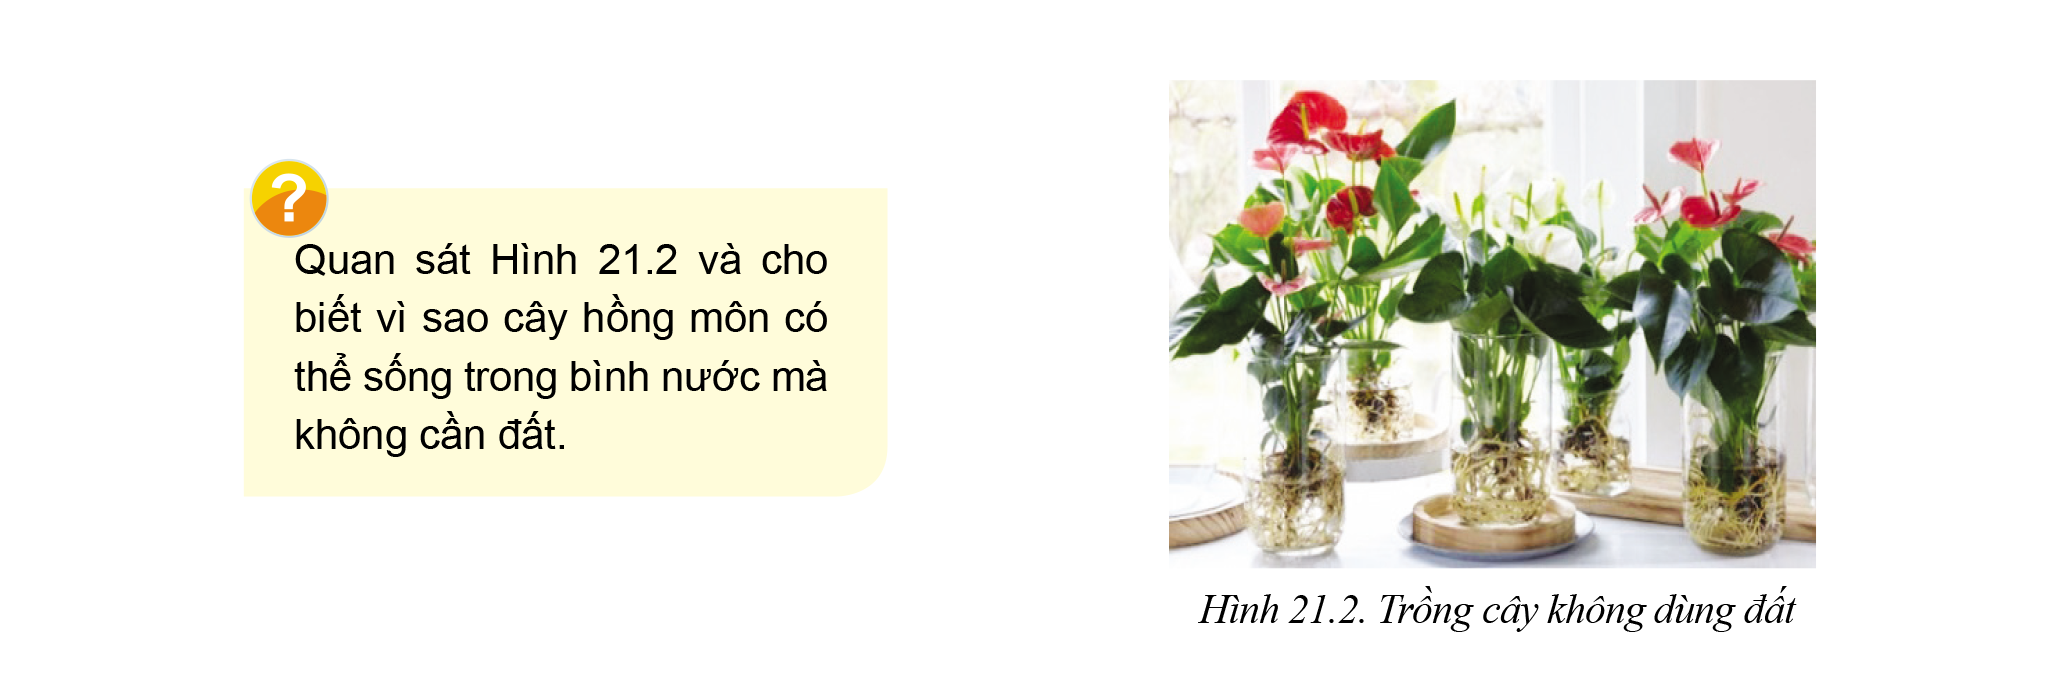 ?
Quan sát Hình 21.2 và cho
biết vì sao cây hồng môn có
thể sống trong bình nước mà
không cần đất.
Hình 21.2. Trồng cây không dùng đất